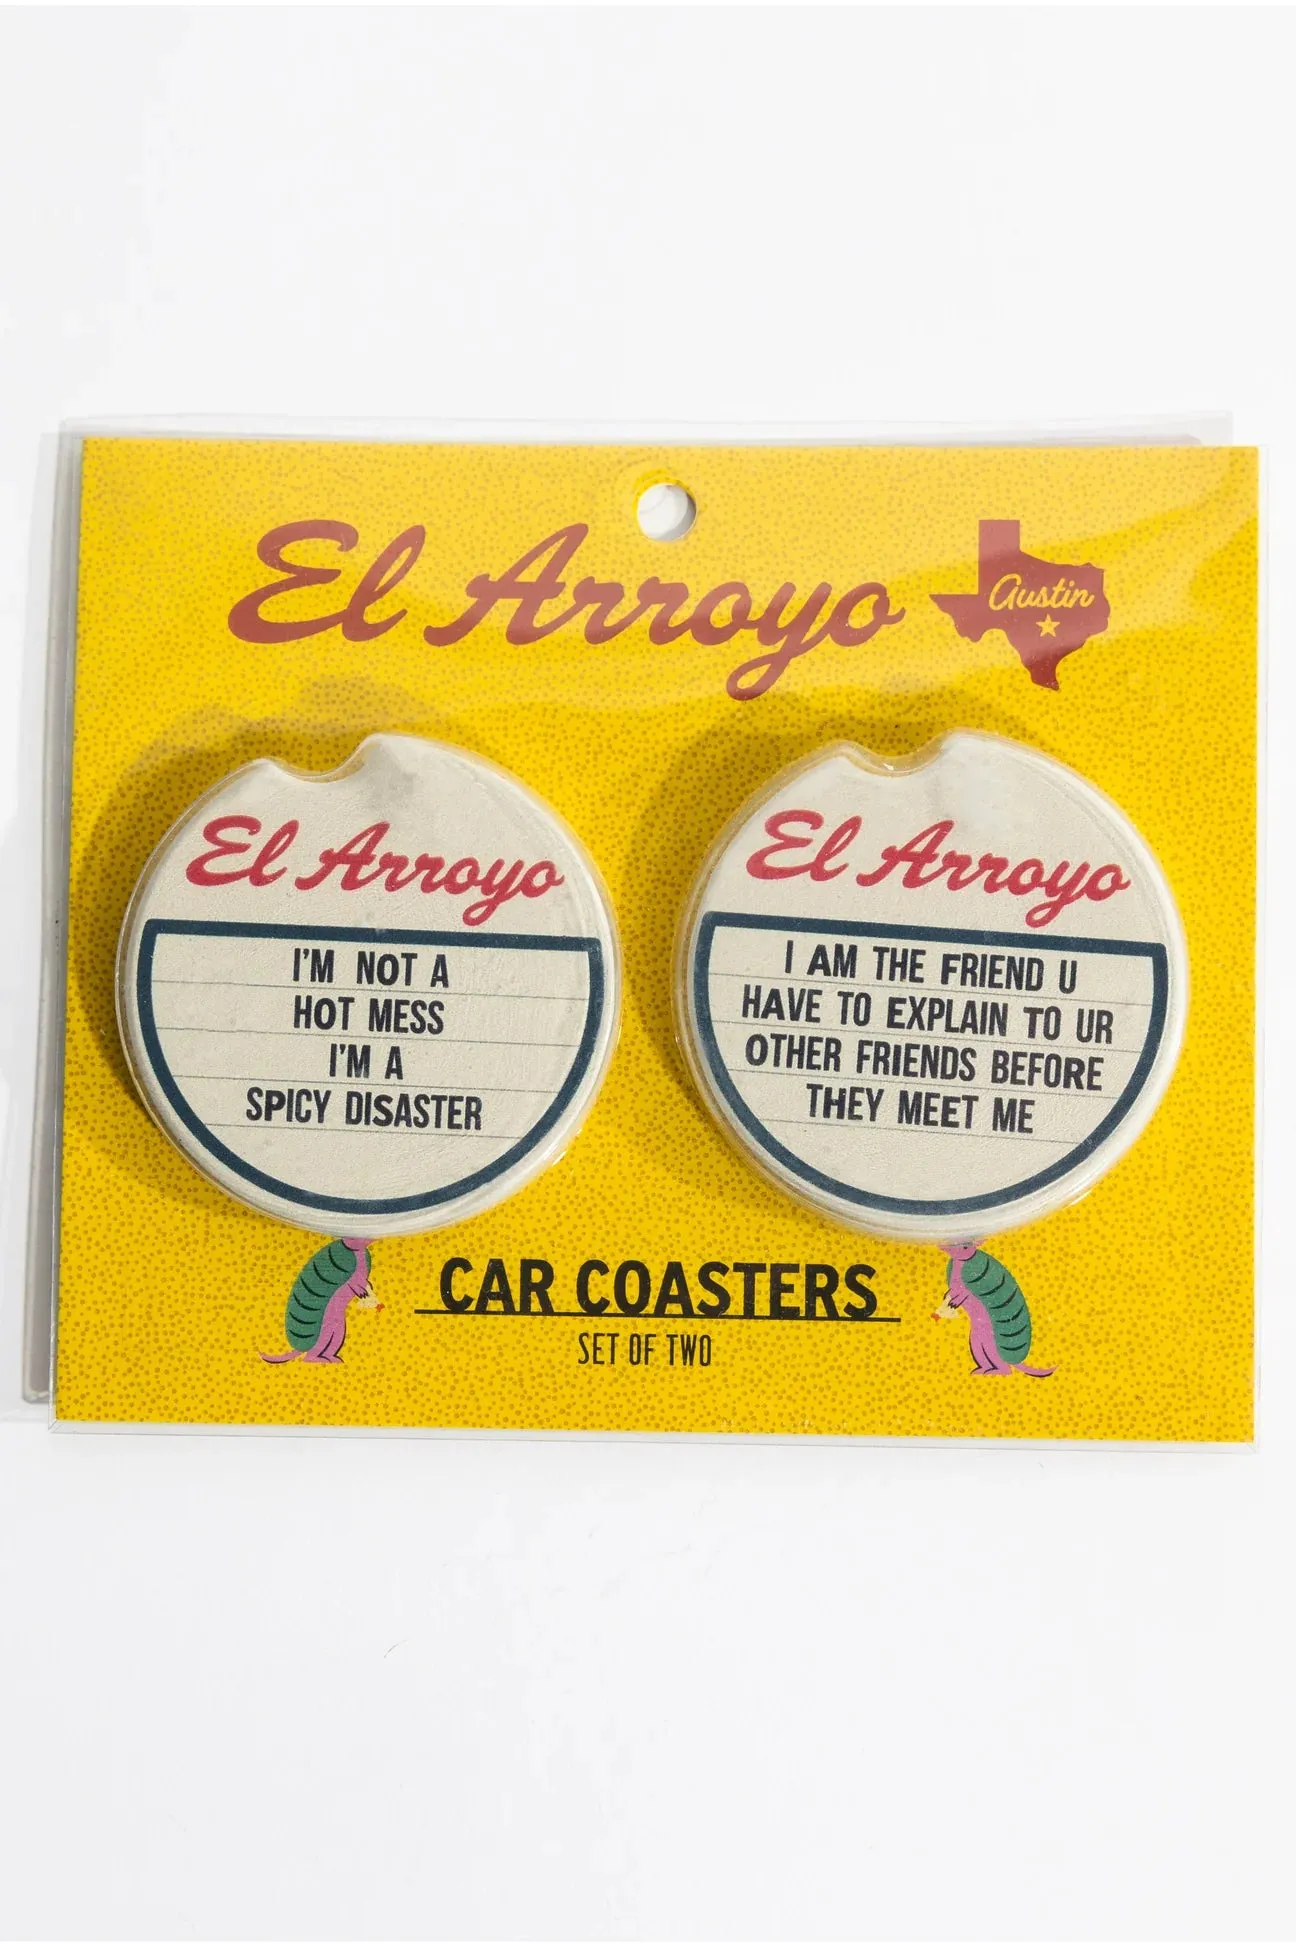 El Arroyo
Austin
El Arroyo
I'M NOT A
HOT MESS
I'M A
SPICY DISASTER
El Arroyo
I AM THE FRIEND U
HAVE TO EXPLAIN TO UR
OTHER FRIENDS BEFORE
THEY MEET ME
CAR COASTERS
SET OF TWO